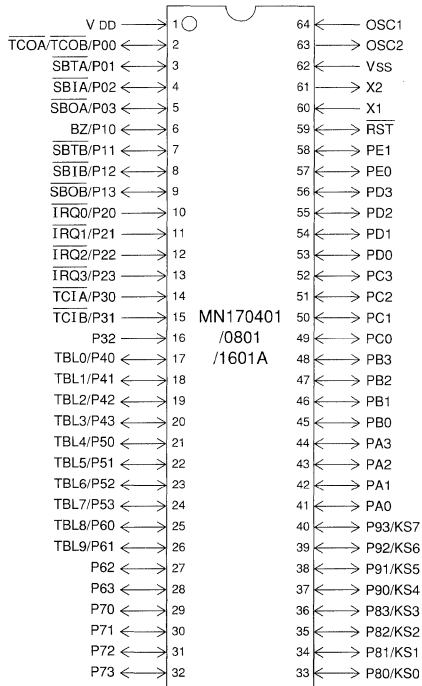 V DD 1 64 OSC1
TCOA/TCOB/P00 2 63 OSC2
SBTA/P01 3 62 VSS
SBIA/P02 4 61 X2
SBOA/P03 5 60 X1
BZ/P10 6 59 RST
SBTB/P11 7 58 PE1
SBIB/P12 8 57 PE0
SBOB/P13 9 56 PD3
IRQ0/P20 10 55 PD2
IRQ1/P21 11 54 PD1
IRQ2/P22 12 53 PD0
IRQ3/P23 13 52 PC3
TCIA/P30 14 51 PC2
TCIB/P31 15 MN170401 50 PC1
P32 16 /0801 49 PC0
TBL0/P40 17 /1601A 48 PB3
TBL1/P41 18 47 PB2
TBL2/P42 19 46 PB1
TBL3/P43 20 45 PB0
TBL4/P50 21 44 PA3
TBL5/P51 22 43 PA2
TBL6/P52 23 42 PA1
TBL7/P53 24 41 PA0
TBL8/P60 25 40 P93/KS7
TBL9/P61 26 39 P92/KS6
P62 27 38 P91/KS5
P63 28 37 P90/KS4
P70 29 36 P83/KS3
P71 30 35 P82/KS2
P72 31 34 P81/KS1
P73 32 33 P80/KS0